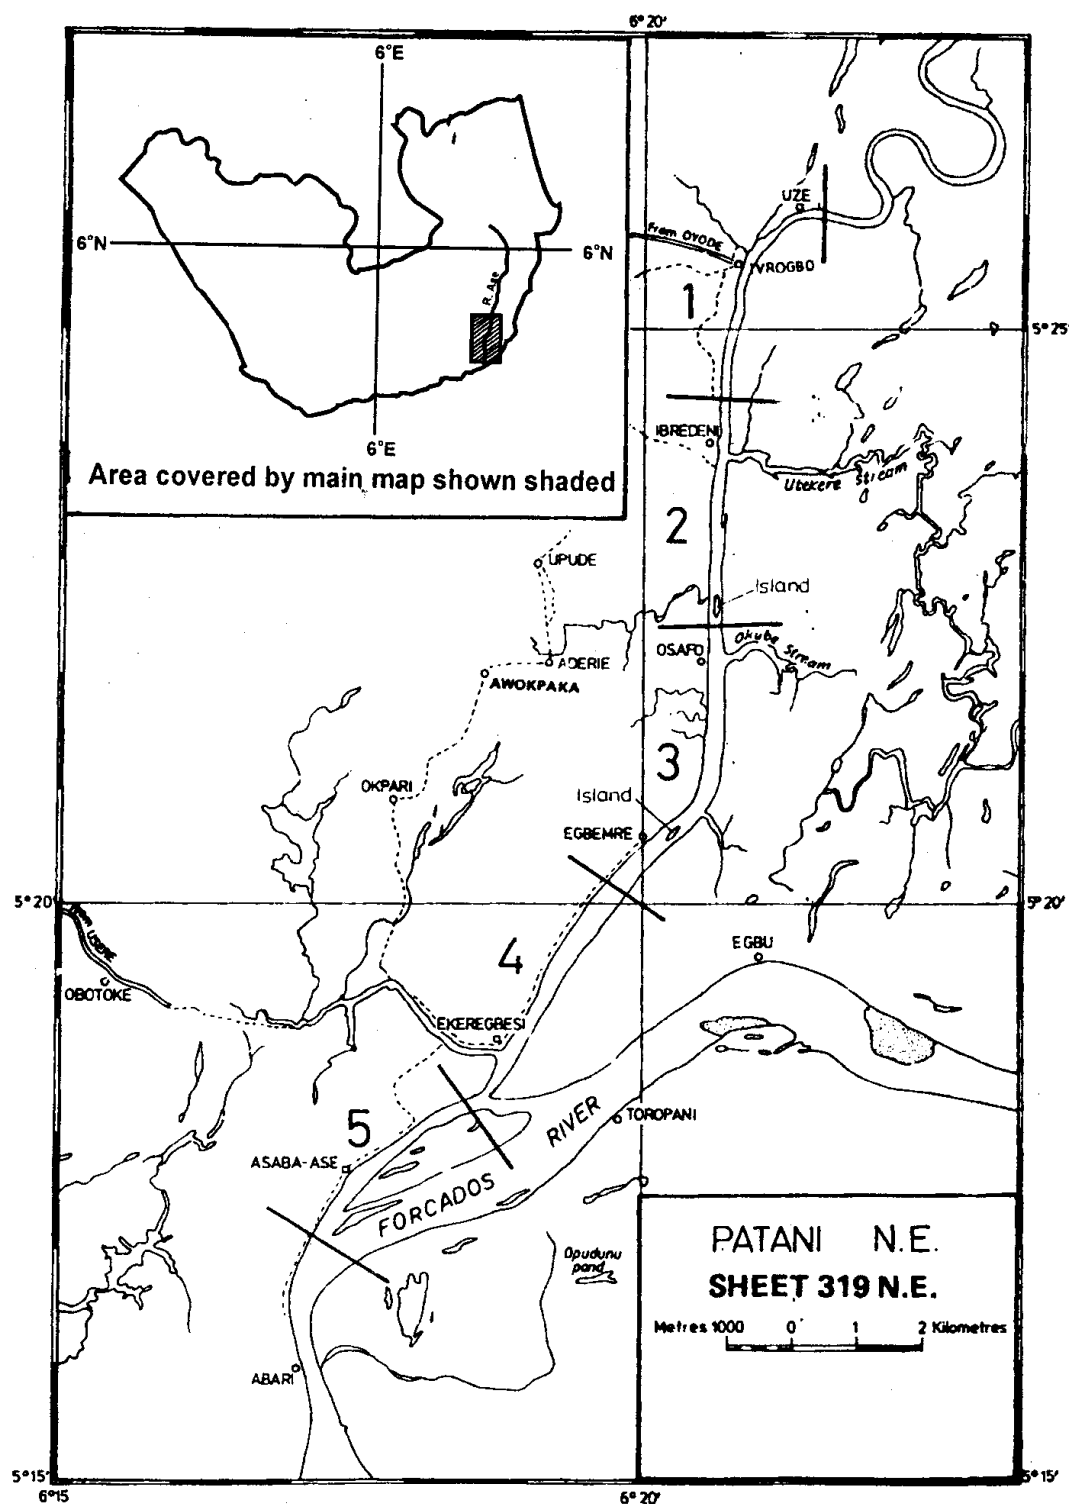 6° 20'
6°E
6°N
6°N
R. Ase
6°E
Area covered by main map shown shaded
UZE
From OYODE
IVROGBO
1
5°25'
IBREDENI
Utekere Stream
2
UPUDE
Island
OSAFO
Okube Stream
ADERIE
AWOKPAKA
3
OKPARI
Island
EGBEMRE
5° 20'
5° 20'
From USERE
OBOTOKE
4
EGBU
EKEREGBESI
5
TOROPANI
ASABA-ASE
FORCADOS RIVER
Opudunu
pond
PATANI N.E.
SHEET 319 N.E.
Metres 1000 0 1 2 Kilometres
ABARI
5°15'
5° 15'
6°15
6° 20'